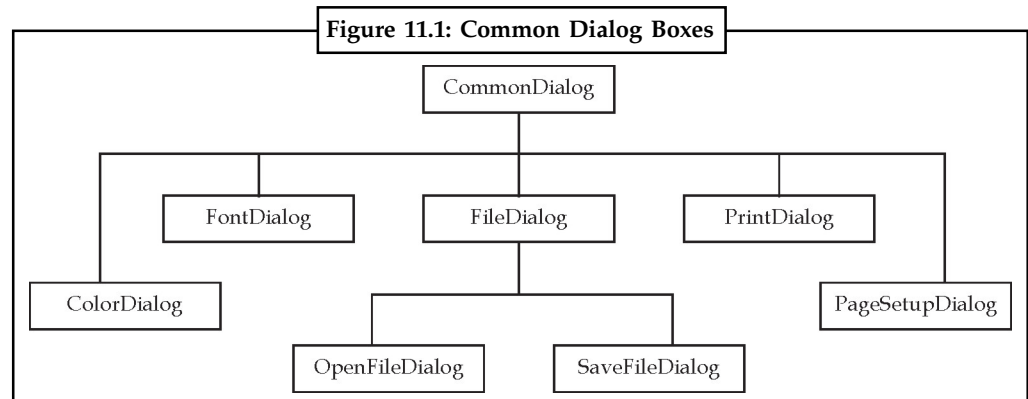 Figure 11.1: Common Dialog Boxes
CommonDialog
FontDialog
FileDialog
PrintDialog
ColorDialog
PageSetupDialog
OpenFileDialog
SaveFileDialog